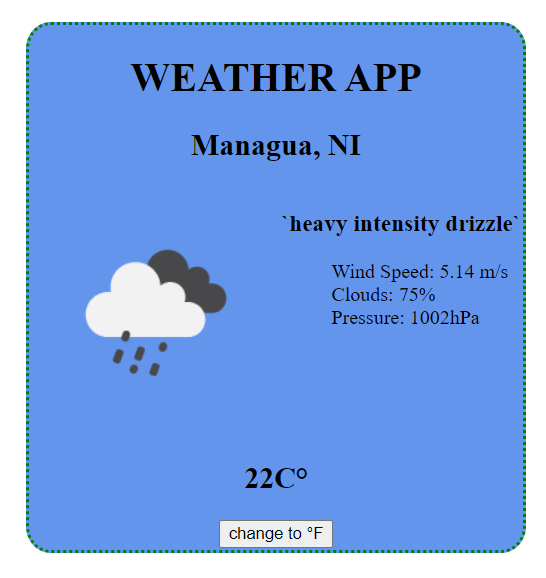 WEATHER APP
Managua, NI
`heavy intensity drizzle`
Wind Speed: 5.14 m/s
Clouds: 75%
Pressure: 1002hPa
22C°
change to °F